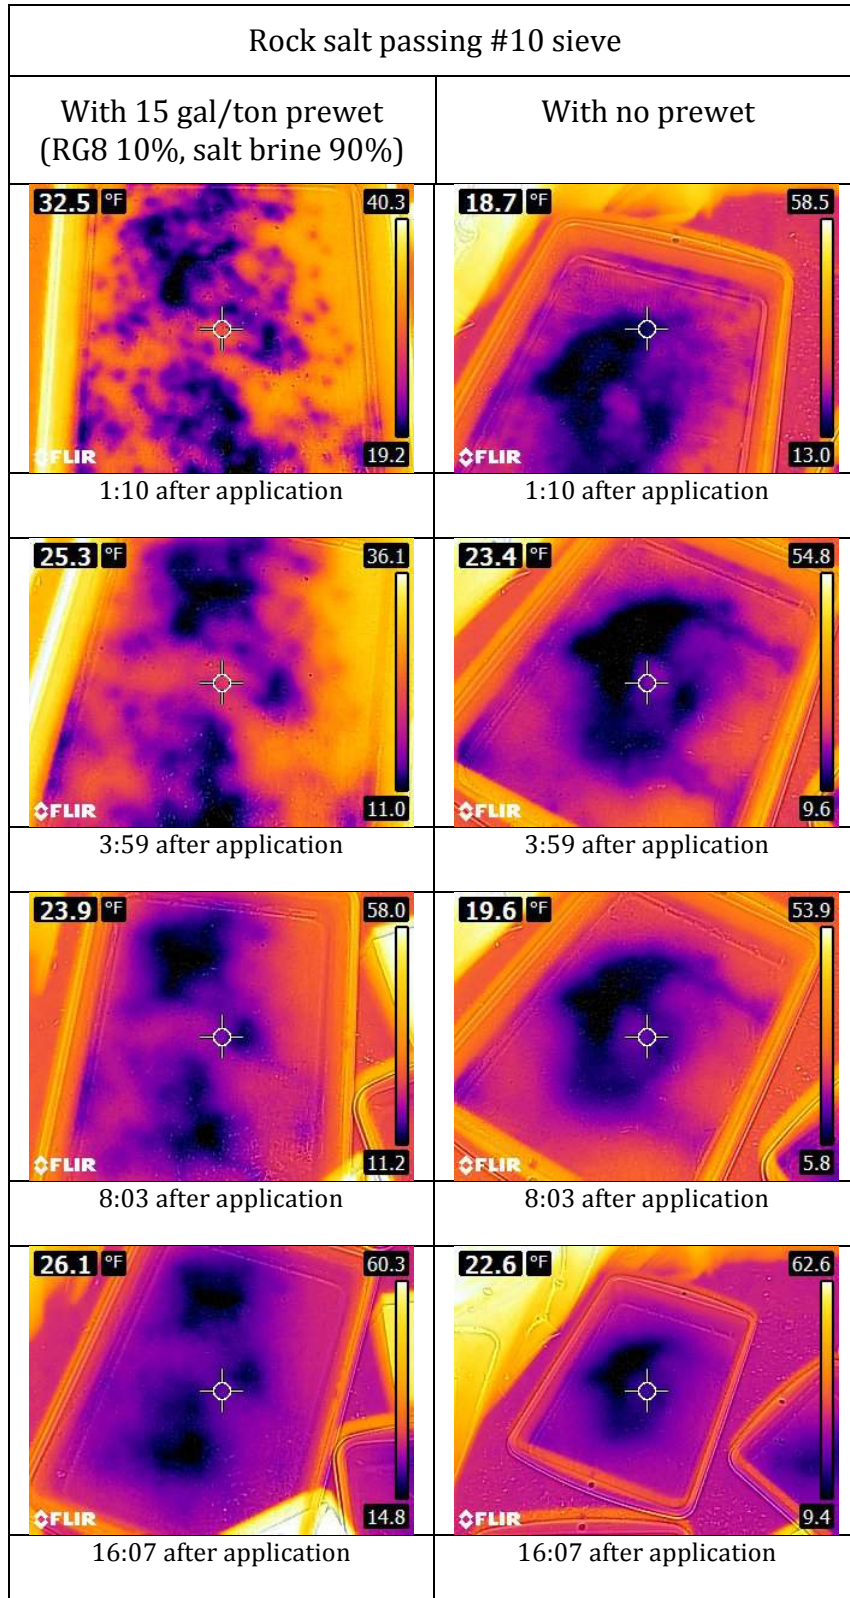 Rock salt passing #10 sieve
With 15 gal/ton prewet
(RG8 10%, salt brine 90%)
With no prewet
32.5 °F 40.3
19.2
FLIR
18.7 °F 58.5
13.0
FLIR
1:10 after application
1:10 after application
25.3 °F 36.1
11.0
FLIR
23.4 °F 54.8
9.6
FLIR
3:59 after application
3:59 after application
23.9 °F 58.0
11.2
FLIR
19.6 °F 53.9
5.8
FLIR
8:03 after application
8:03 after application
26.1 °F 60.3
14.8
FLIR
22.6 °F 62.6
9.4
FLIR
16:07 after application
16:07 after application